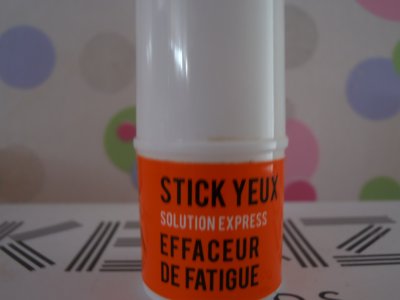 STICK YEUX
SOLUTION EXPRESS
EFFACEUR
DE FATIGUE